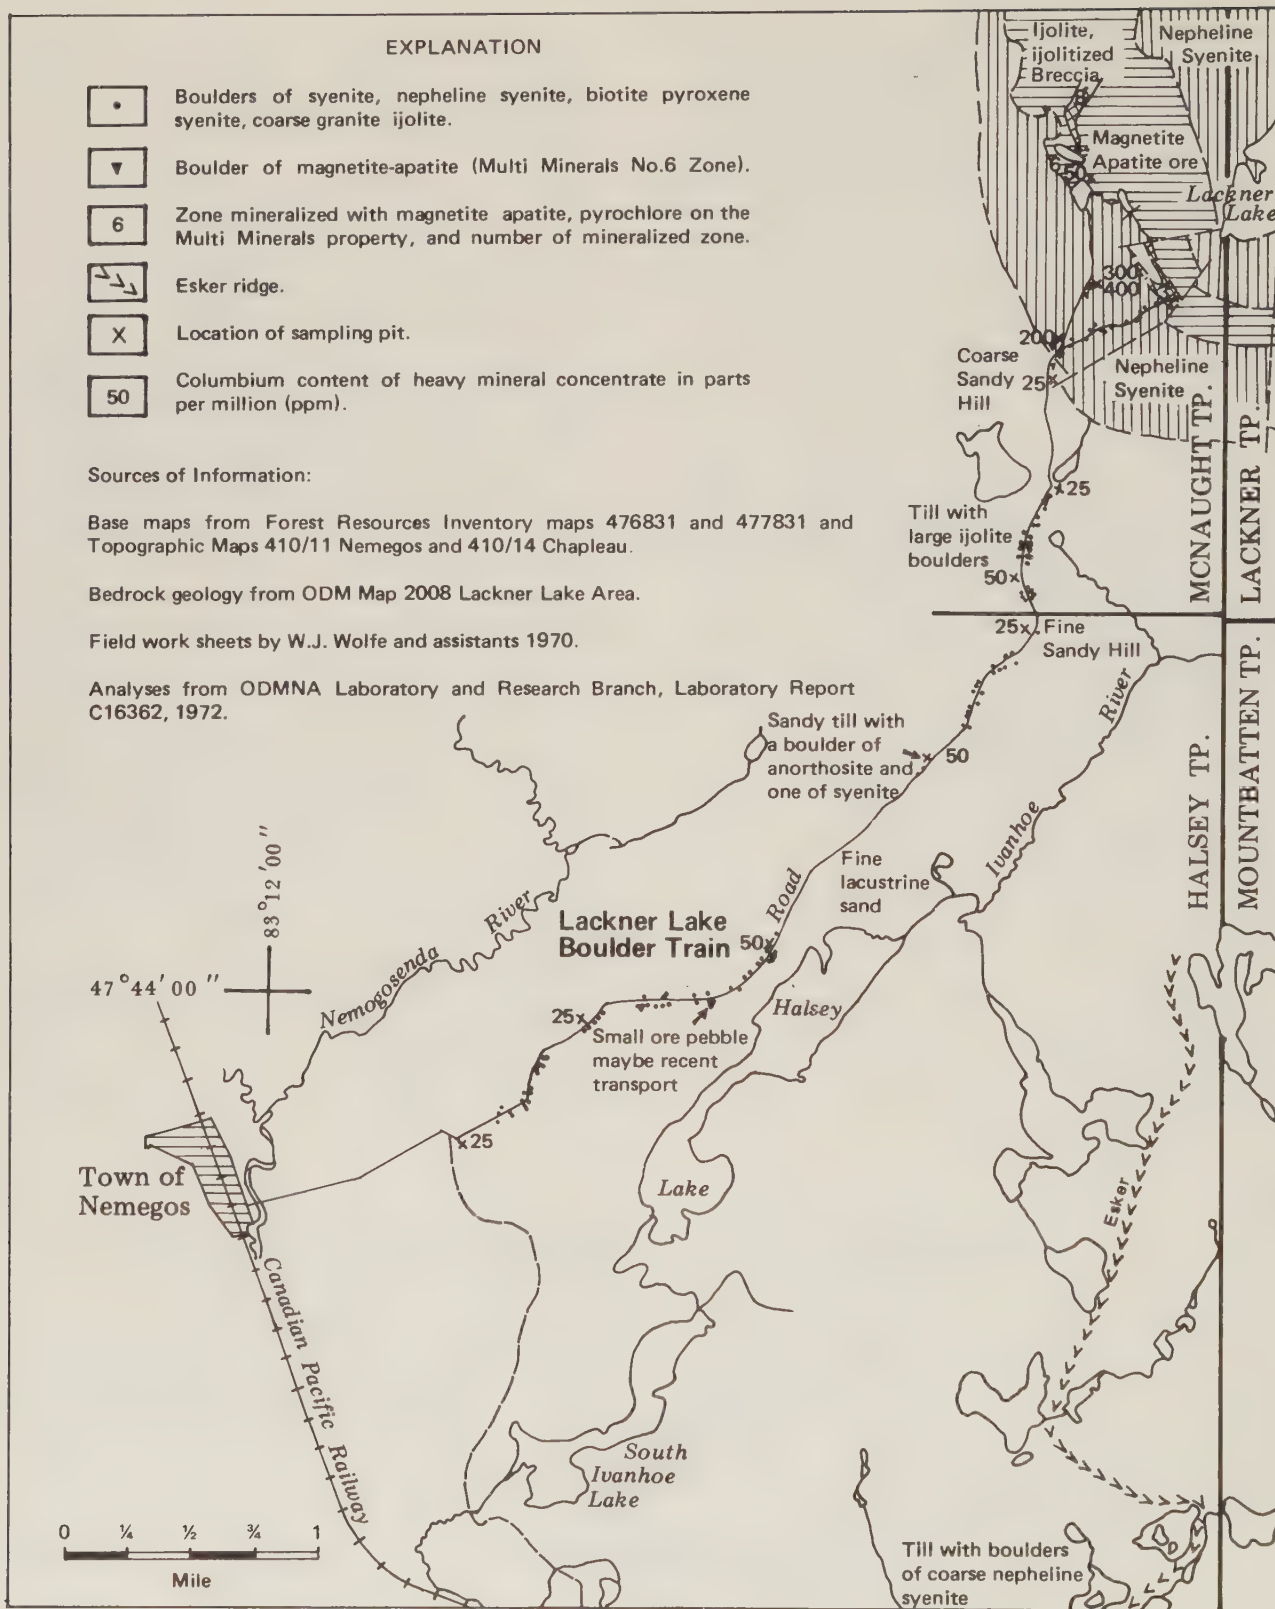 EXPLANATION
Boulders of syenite, nepheline syenite, biotite pyroxene
syenite, coarse granite ijolite.
Boulder of magnetite-apatite (Multi Minerals No.6 Zone).
6
Zone mineralized with magnetite apatite, pyrochlore on the
Multi Minerals property, and number of mineralized zone.
Esker ridge.
X
Location of sampling pit.
50
Columbium content of heavy mineral concentrate in parts
per million (ppm).
Sources of Information:
Base maps from Forest Resources Inventory maps 476831 and 477831 and
Topographic Maps 410/11 Nemegos and 410/14 Chapleau.
Bedrock geology from ODM Map 2008 Lackner Lake Area.
Field work sheets by W.J. Wolfe and assistants 1970.
Analyses from ODMNA Laboratory and Research Branch, Laboratory Report
C16362, 1972.
Ijolite,
ijolitized
Breccia
Nepheline
Syenite
Magnetite
Apatite ore
6
50x
Lackner
Lake
300
400
200
Coarse
Sandy
Hill
25x
Nepheline
Syenite
MCNAUGHT TP.
LACKNER TP.
x25
Till with
large ijolite
boulders
50x
25x
Fine
Sandy Hill
River
Ivanhoe
HALSEY TP.
MOUNTBATTEN TP.
Sandy till with
a boulder of
anorthosite and
one of syenite
x50
Fine
lacustrine
sand
Road
83°12'00"
47°44'00"
Nemogosenda
River
Lackner Lake
Boulder Train
50x
25x
Small ore pebble
maybe recent
transport
Halsey
Lake
x25
Town of
Nemegos
Canadian Pacific Railway
Esker
South
Ivanhoe
Lake
0 ¼ ½ ¾ 1
Mile
Till with boulders
of coarse nepheline
syenite